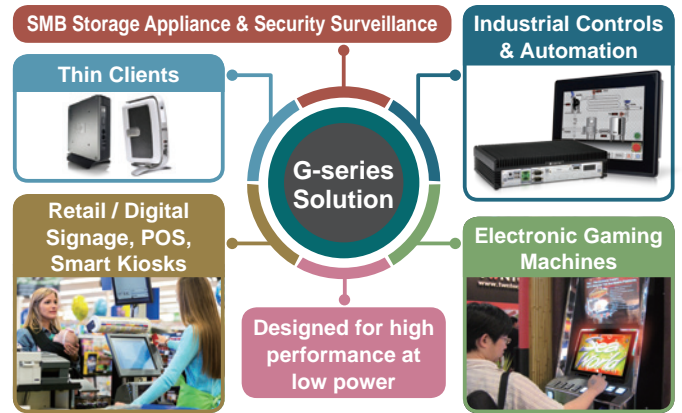 SMB Storage Appliance & Security Surveillance
Industrial Controls
& Automation
Thin Clients
G-series
Solution
Retail / Digital
Signage, POS,
Smart Kiosks
Electronic Gaming
Machines
Designed for high
performance at
low power